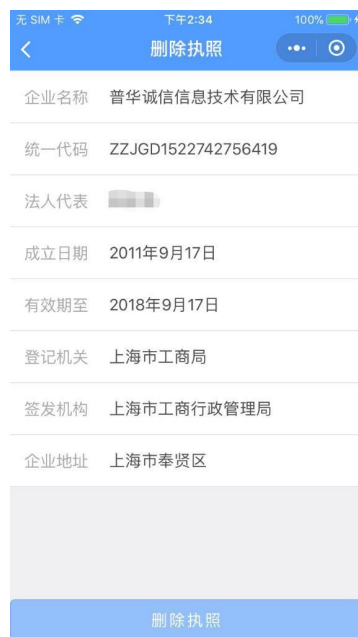 无 SIM 卡 下午2:34 100%
删除执照
企业名称 普华诚信信息技术有限公司
统一代码 ZZJGD1522742756419
法人代表
成立日期 2011年9月17日
有效期至 2018年9月17日
登记机关 上海市工商局
签发机构 上海市工商行政管理局
企业地址 上海市奉贤区
删除执照